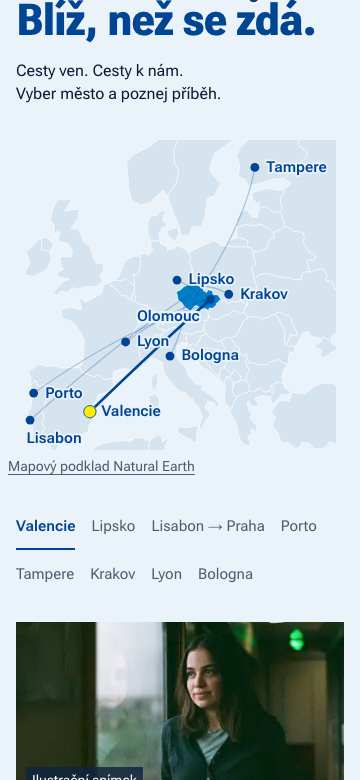 Blíž, než se zdá.
Cesty ven. Cesty k nám.
Vyber město a poznej příběh.
Tampere
Lipsko
Krakov
Olomouc
Lyon
Bologna
Porto
Valencie
Lisabon
Mapový podklad Natural Earth
Valencie Lipsko Lisabon → Praha Porto
Tampere Krakov Lyon Bologna
Ilustrační snímek